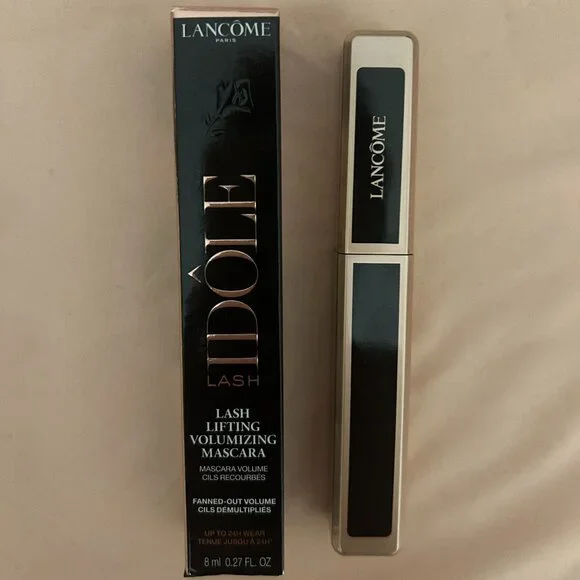 LANCÔME
PARIS
IDÔLE
LASH
LASH
LIFTING
VOLUMIZING
MASCARA
MASCARA VOLUME
CILS RECOURBÉS
FANNED-OUT VOLUME
CILS DÉMULTIPLIÉS
UP TO 24H WEAR
TENUE JUSQU'À 24H*
8 ml 0.27 FL. OZ
LANCÔME